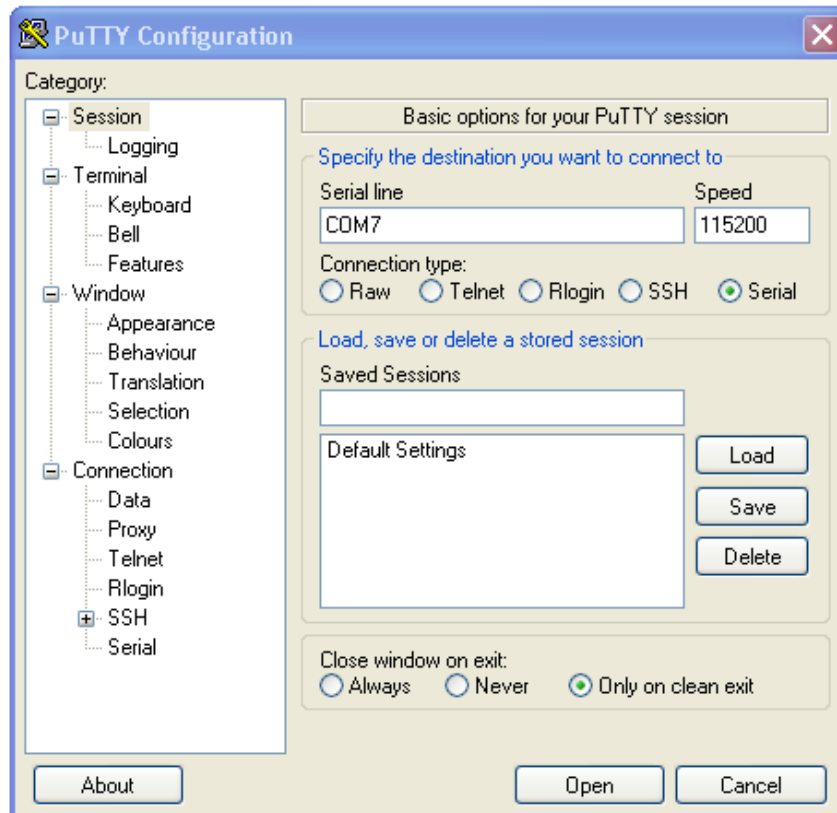 PuTTY Configuration
Category:
Session
Logging
Terminal
Keyboard
Bell
Features
Window
Appearance
Behaviour
Translation
Selection
Colours
Connection
Data
Proxy
Telnet
Rlogin
SSH
Serial
Basic options for your PuTTY session
Specify the destination you want to connect to
Serial line Speed
COM7 115200
Connection type:
Raw Telnet Rlogin SSH Serial
Load, save or delete a stored session
Saved Sessions
Default Settings
Load
Save
Delete
Close window on exit:
Always Never Only on clean exit
About Open Cancel